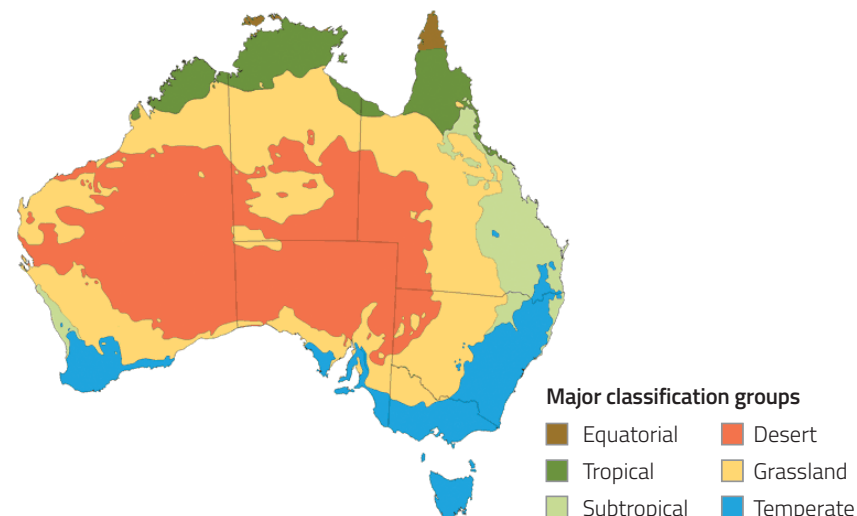 Major classification groups
Equatorial
Desert
Tropical
Grassland
Subtropical
Temperate